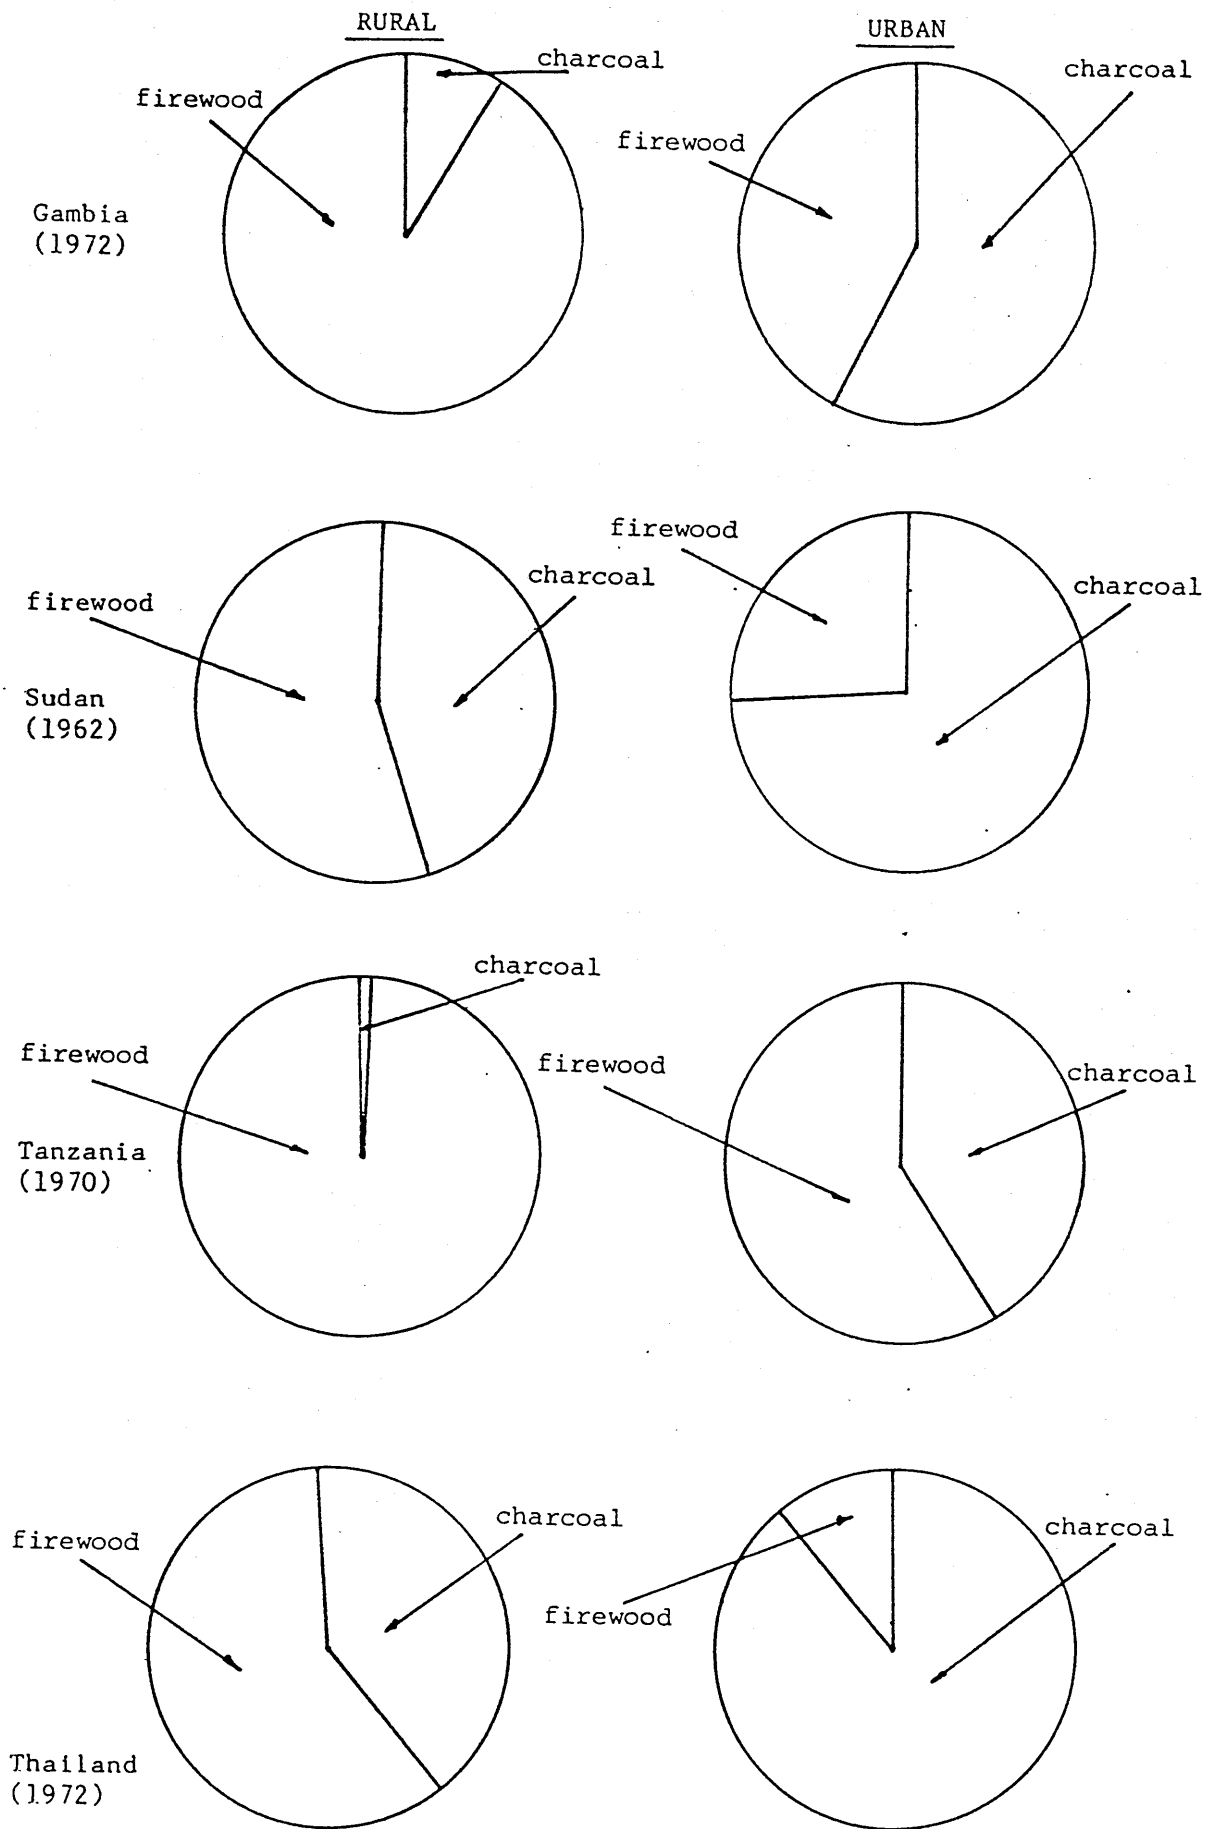 RURAL
URBAN
charcoal
firewood
charcoal
firewood
Gambia
(1972)
firewood
charcoal
firewood
charcoal
Sudan
(1962)
charcoal
firewood
firewood
charcoal
Tanzania
(1970)
charcoal
firewood
charcoal
firewood
Thailand
(1972)